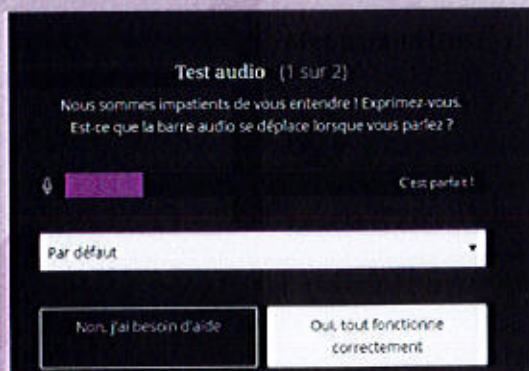 Test audio (1 sur 2)
Nous sommes impatients de vous entendre ! Exprimez-vous.
Est-ce que la barre audio se déplace lorsque vous parlez ?
C'est parfait !
Par défaut
Non, j'ai besoin d'aide
Oui, tout fonctionne
correctement